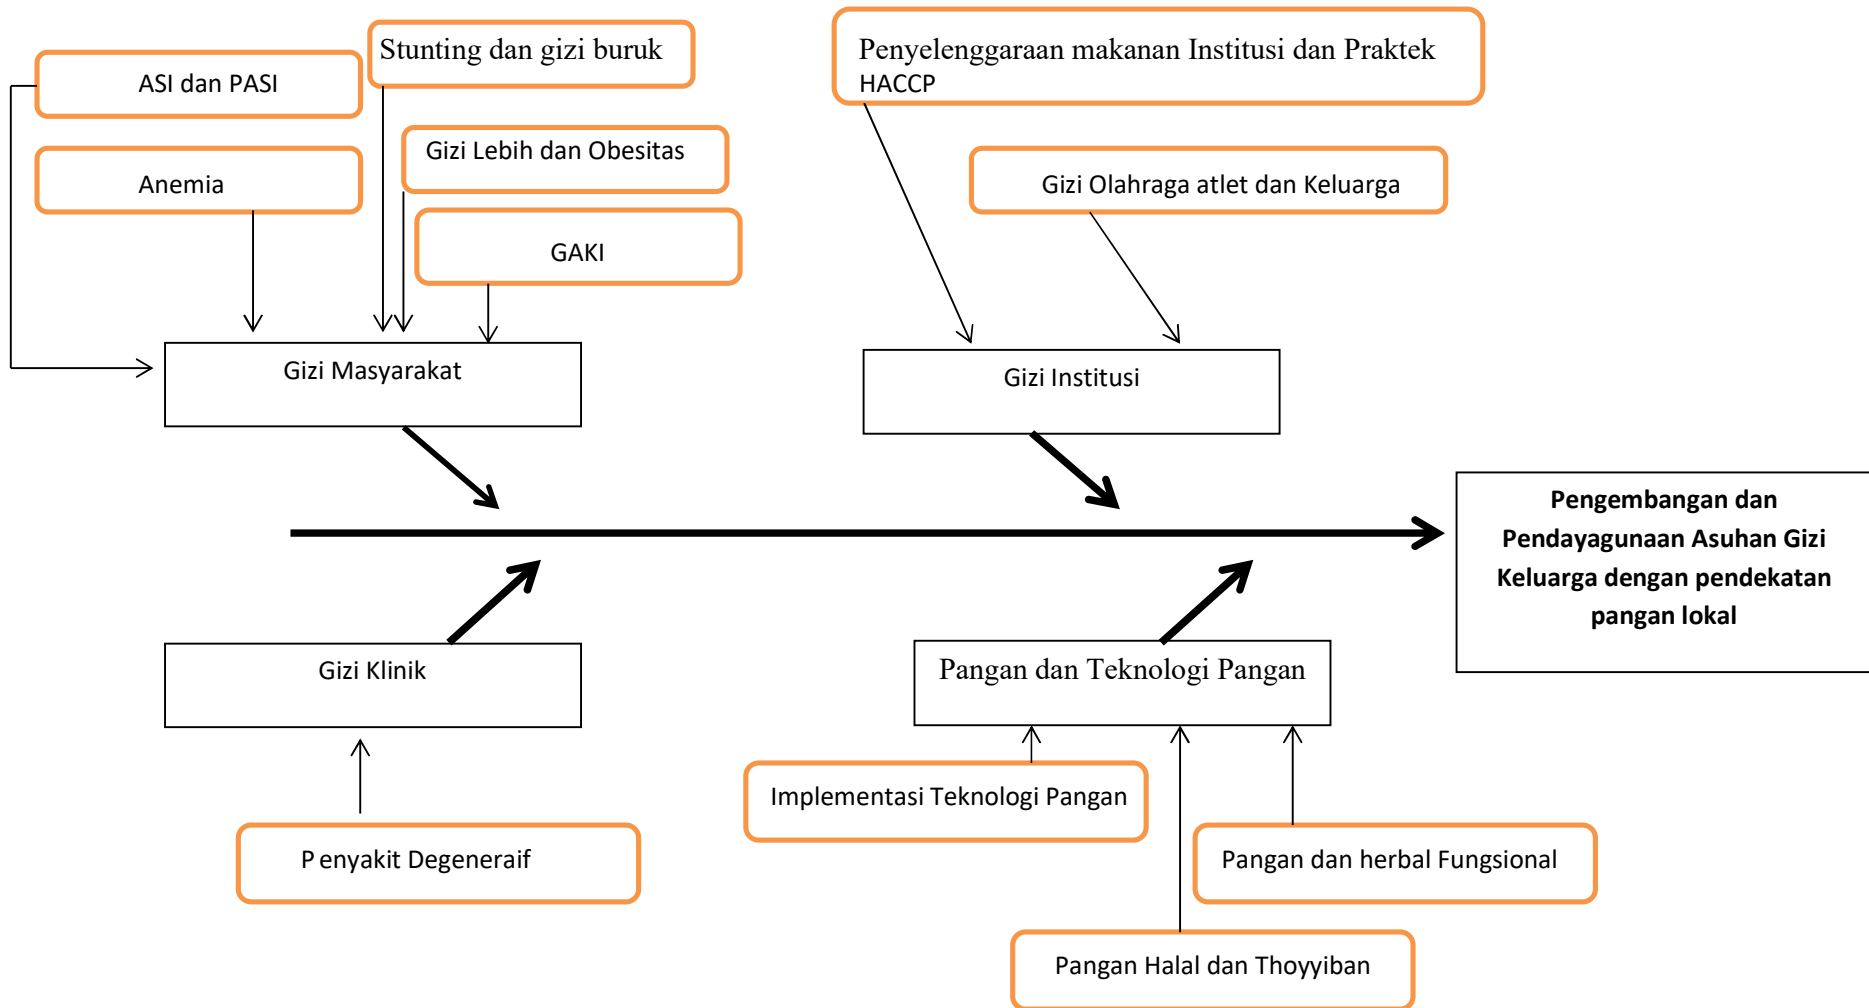 Stunting dan gizi buruk
Penyelenggaraan makanan Institusi dan Praktek
HACCP
ASI dan PASI
Gizi Lebih dan Obesitas
Anemia
Gizi Olahraga atlet dan Keluarga
GAKI
Gizi Masyarakat
Gizi Institusi
Pengembangan dan
Pendayagunaan Asuhan Gizi
Keluarga dengan pendekatan
pangan lokal
Gizi Klinik
Pangan dan Teknologi Pangan
Implementasi Teknologi Pangan
Penyakit Degeneraif
Pangan dan herbal Fungsional
Pangan Halal dan Thoyyiban